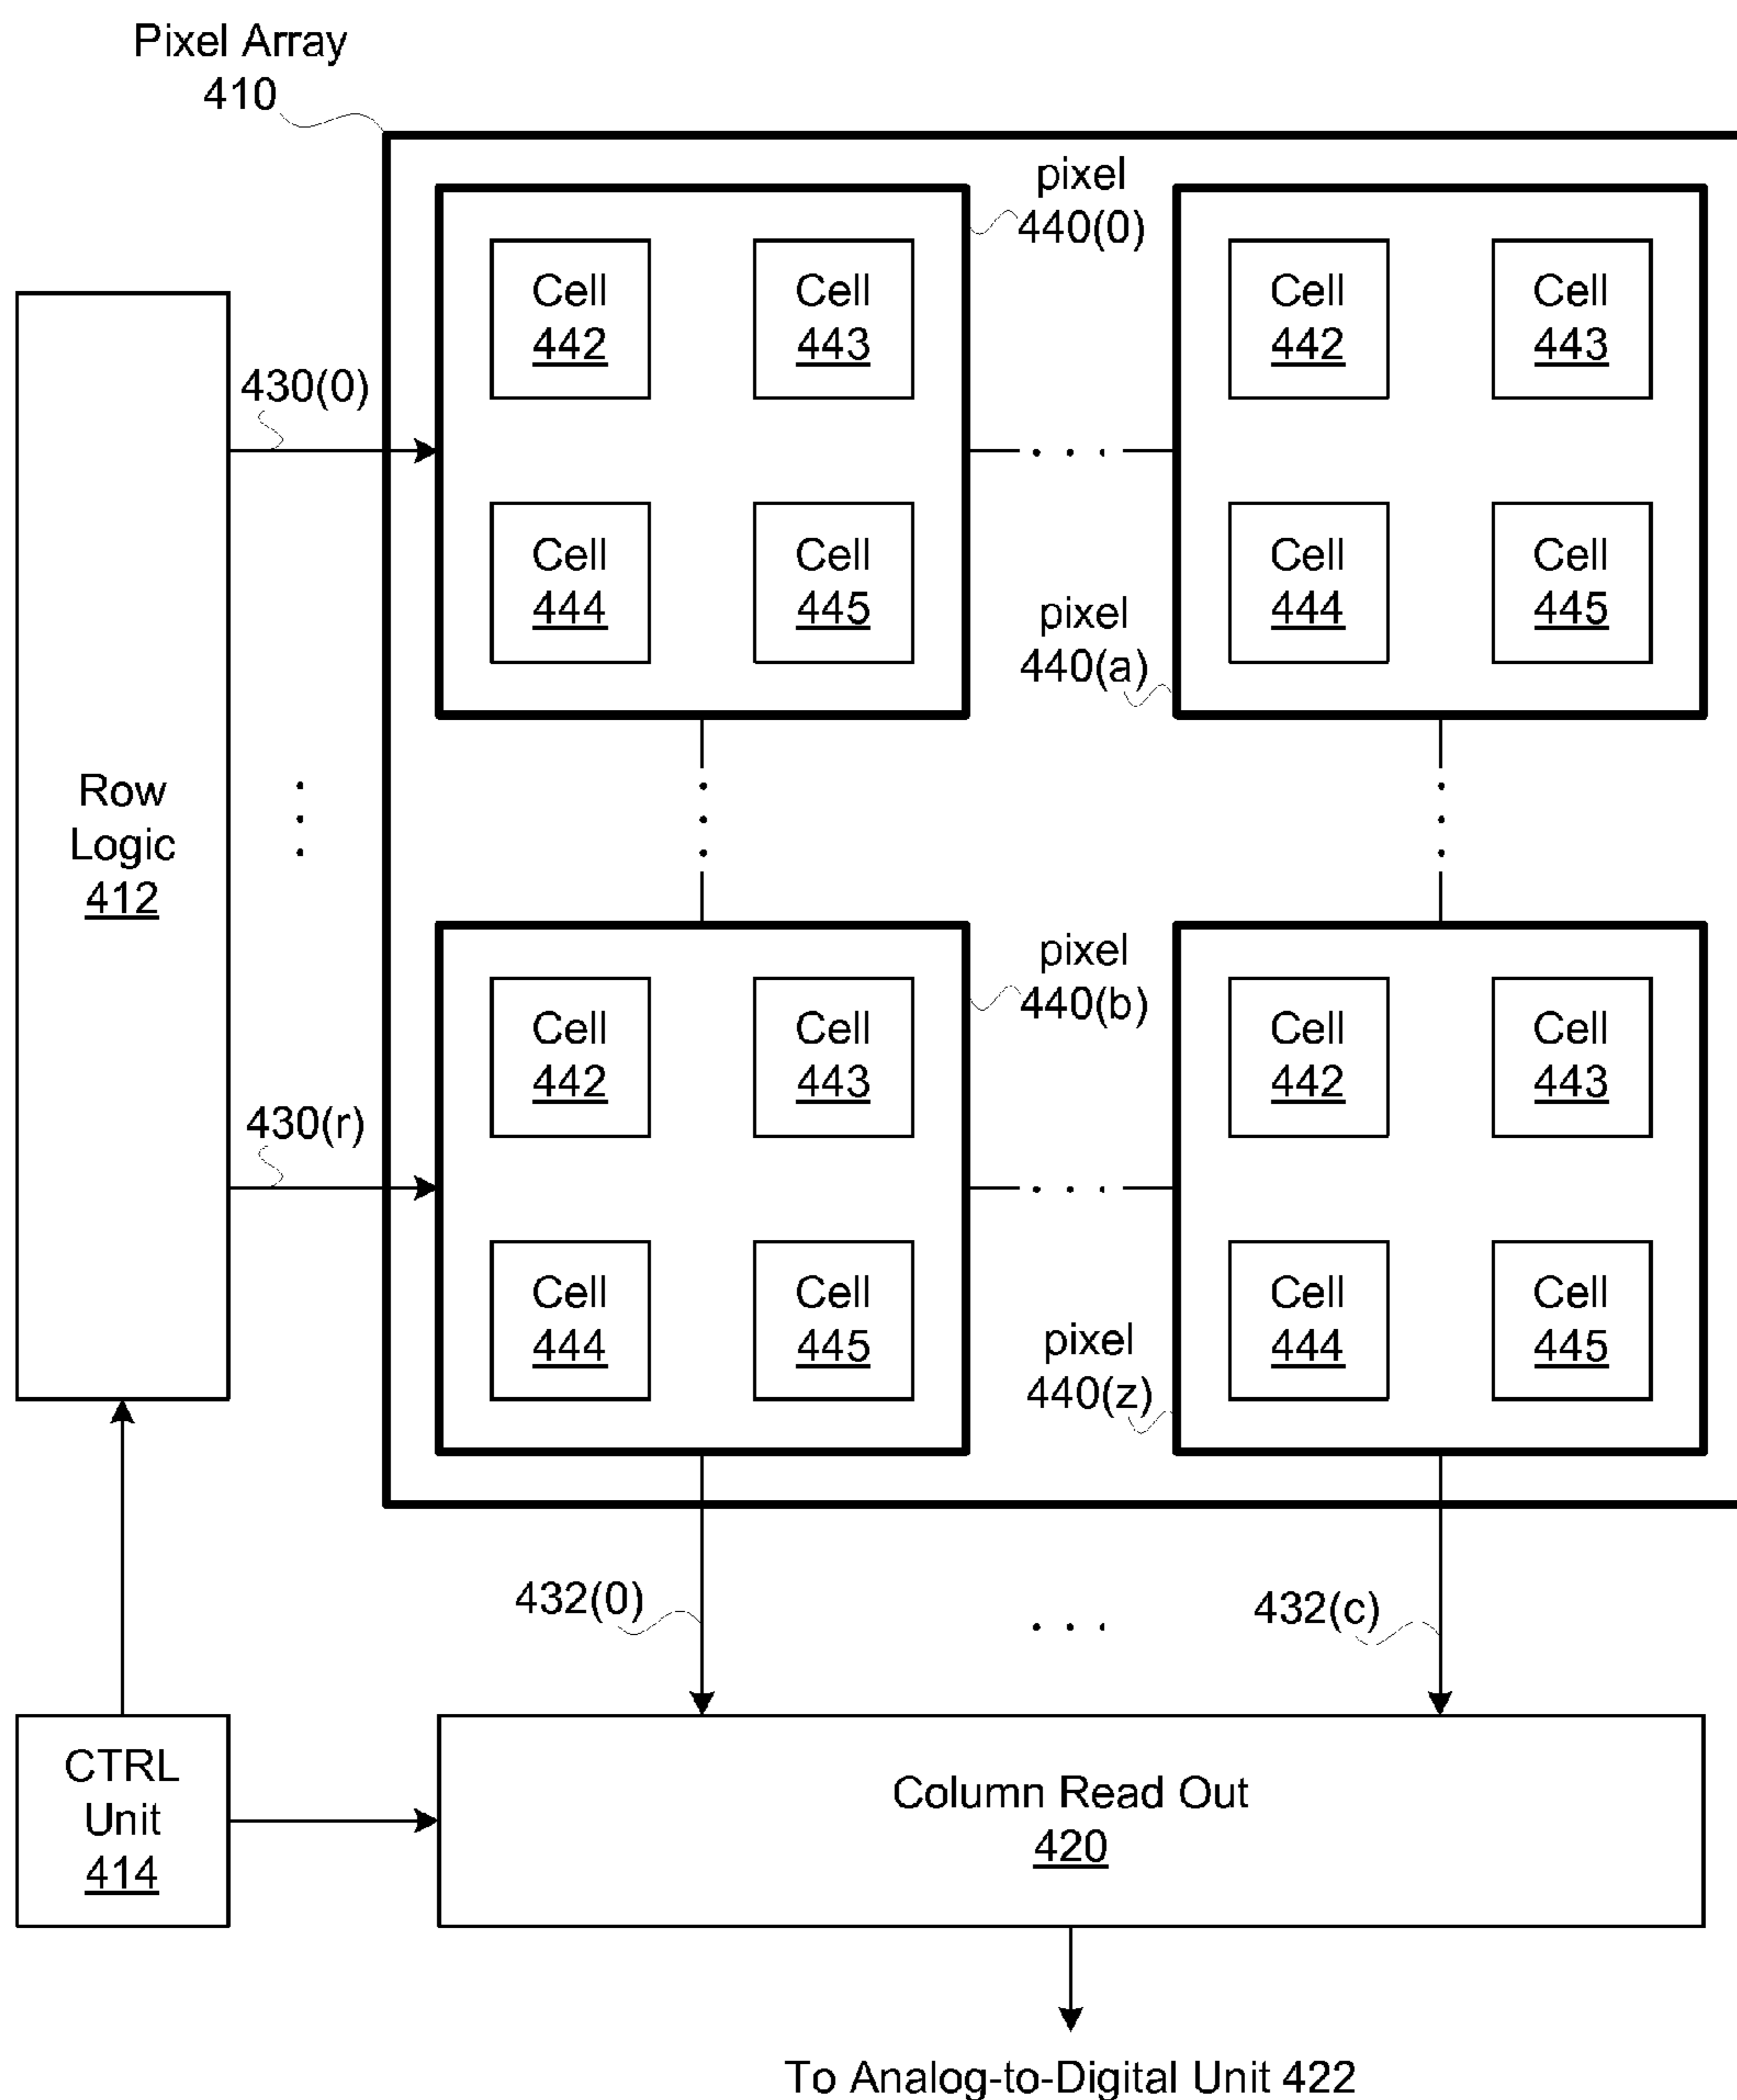 Pixel Array
410
pixel
440(0)
Cell
442
Cell
443
Cell
442
Cell
443
430(0)
Cell
444
Cell
445
pixel
440(a)
Cell
444
Cell
445
Row
Logic
412
pixel
440(b)
Cell
442
Cell
443
Cell
442
Cell
443
430(r)
Cell
444
Cell
445
pixel
440(z)
Cell
444
Cell
445
432(0)
432(c)
CTRL
Unit
414
Column Read Out
420
To Analog-to-Digital Unit 422